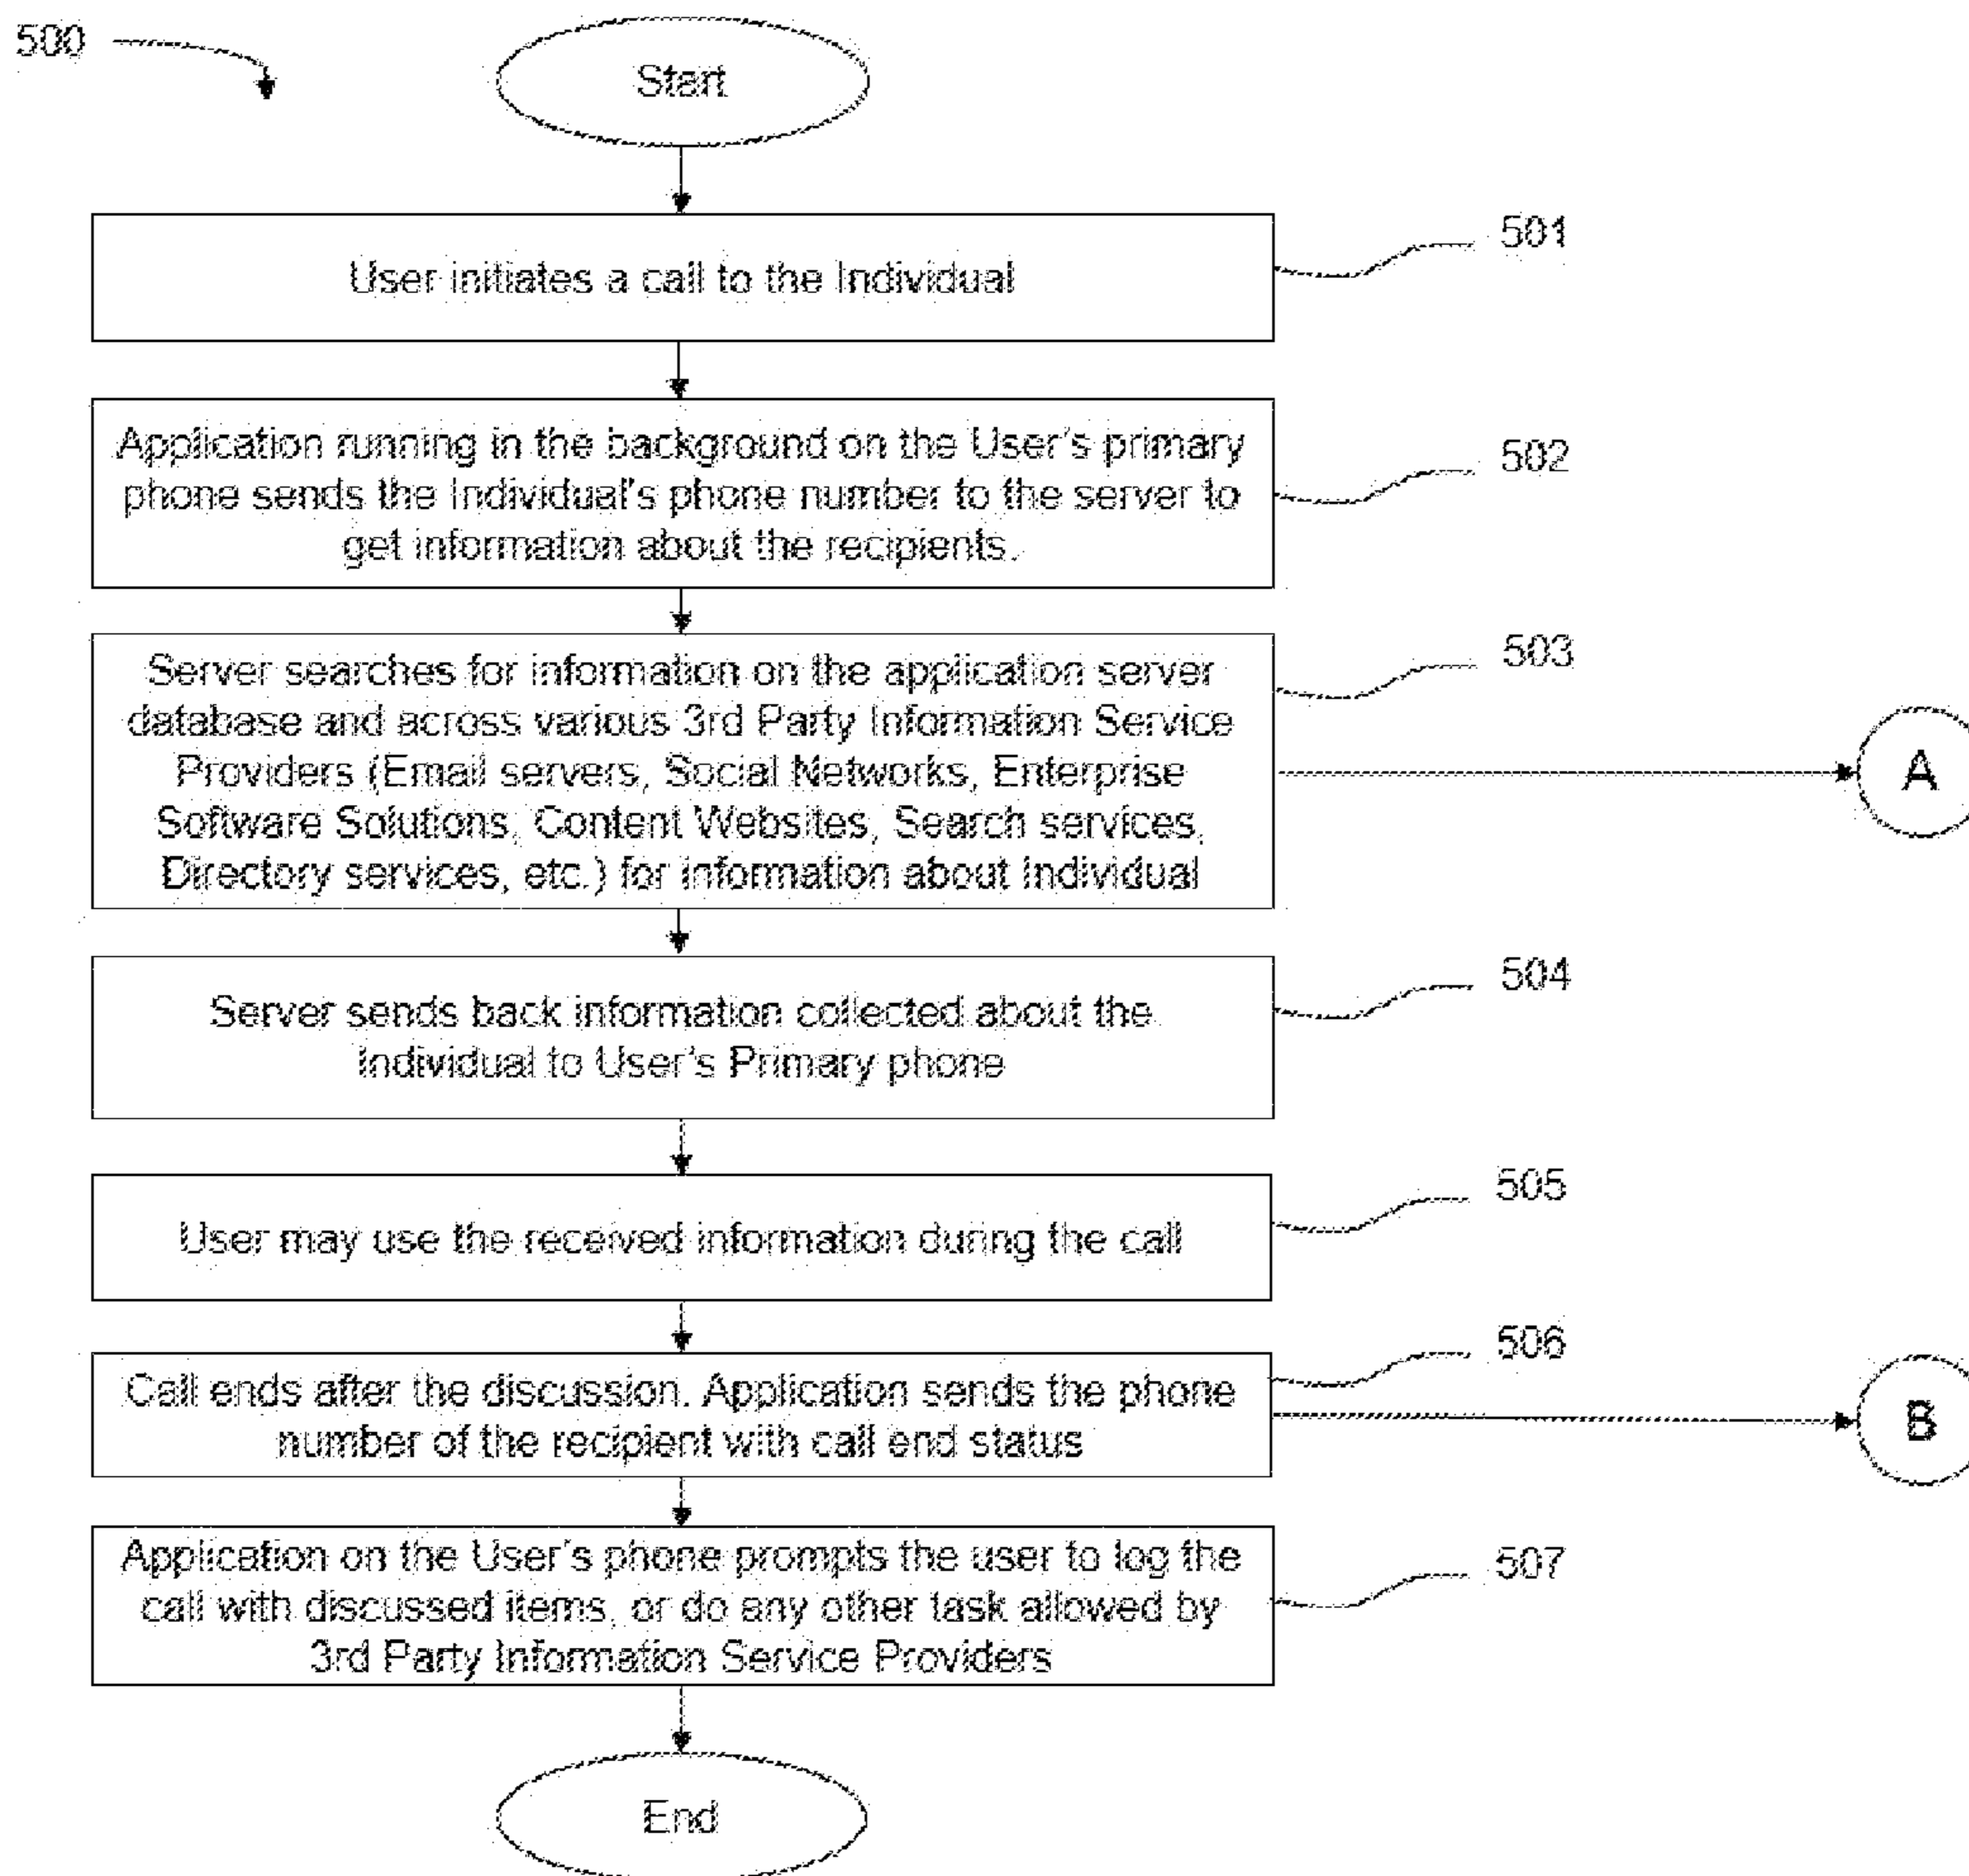 500
Start
User initiates a call to the Individual
501
Application running in the background on the User's primary
phone sends the Individual's phone number to the server to
get information about the recipients.
502
Server searches for information on the application server
database and across various 3rd Party Information Service
Providers (Email servers, Social Networks, Enterprise
Software Solutions, Content Websites, Search services,
Directory services, etc.) for information about Individual
503
A
Server sends back information collected about the
Individual to User's Primary phone
504
User may use the received information during the call
505
Call ends after the discussion. Application sends the phone
number of the recipient with call end status
506
B
Application on the User's phone prompts the user to log the
call with discussed items, or do any other task allowed by
3rd Party Information Service Providers
507
End